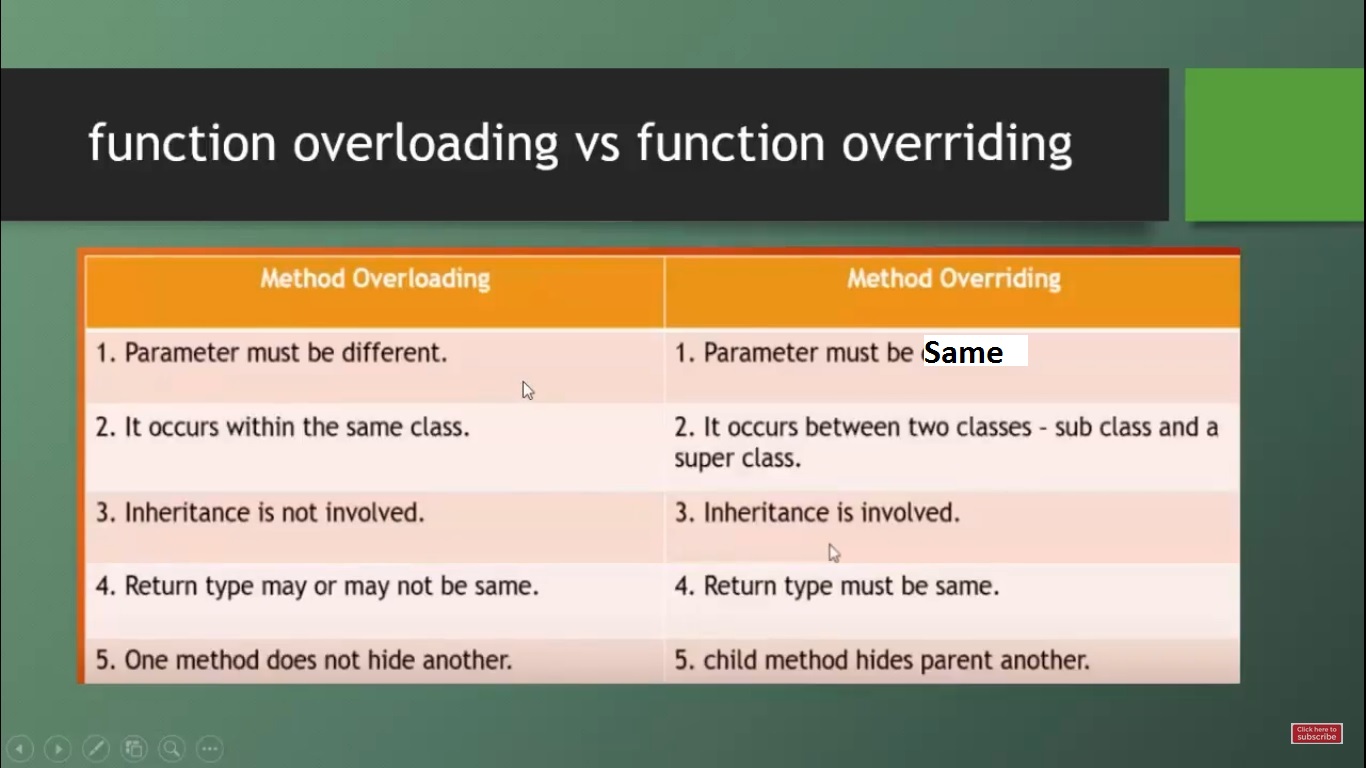 function overloading vs function overriding
Method Overloading
Method Overriding
1. Parameter must be different.
1. Parameter must be Same
2. It occurs within the same class.
2. It occurs between two classes - sub class and a
super class.
3. Inheritance is not involved.
3. Inheritance is involved.
4. Return type may or may not be same.
4. Return type must be same.
5. One method does not hide another.
5. child method hides parent another.
Click here to
subscribe